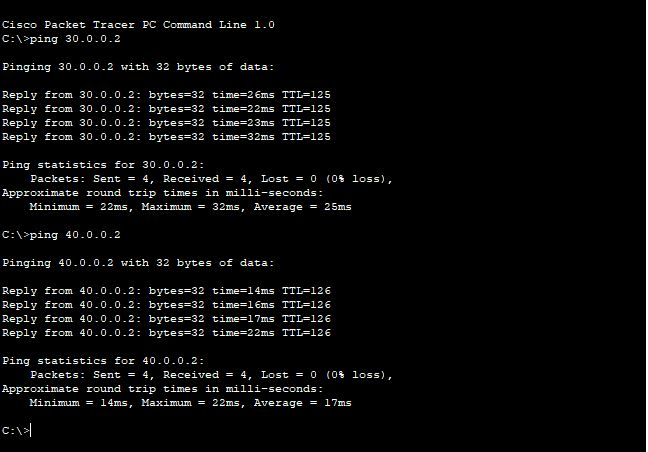 Cisco Packet Tracer PC Command Line 1.0
C:\>ping 30.0.0.2
Pinging 30.0.0.2 with 32 bytes of data:
Reply from 30.0.0.2: bytes=32 time=26ms TTL=125
Reply from 30.0.0.2: bytes=32 time=22ms TTL=125
Reply from 30.0.0.2: bytes=32 time=23ms TTL=125
Reply from 30.0.0.2: bytes=32 time=32ms TTL=125
Ping statistics for 30.0.0.2:
    Packets: Sent = 4, Received = 4, Lost = 0 (0% loss),
Approximate round trip times in milli-seconds:
    Minimum = 22ms, Maximum = 32ms, Average = 25ms
C:\>ping 40.0.0.2
Pinging 40.0.0.2 with 32 bytes of data:
Reply from 40.0.0.2: bytes=32 time=14ms TTL=126
Reply from 40.0.0.2: bytes=32 time=16ms TTL=126
Reply from 40.0.0.2: bytes=32 time=17ms TTL=126
Reply from 40.0.0.2: bytes=32 time=22ms TTL=126
Ping statistics for 40.0.0.2:
    Packets: Sent = 4, Received = 4, Lost = 0 (0% loss),
Approximate round trip times in milli-seconds:
    Minimum = 14ms, Maximum = 22ms, Average = 17ms
C:\>